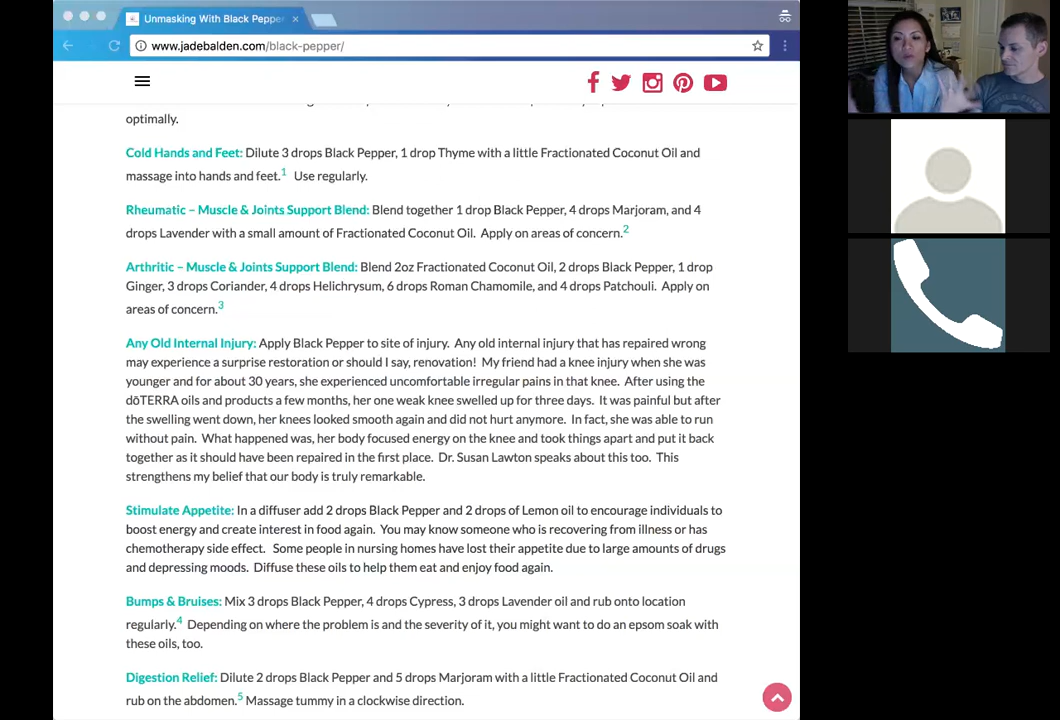 Unmasking With Black Pepper
www.jadebalden.com/black-pepper/
optimally.
Cold Hands and Feet: Dilute 3 drops Black Pepper, 1 drop Thyme with a little Fractionated Coconut Oil and
massage into hands and feet.1 Use regularly.
Rheumatic – Muscle & Joints Support Blend: Blend together 1 drop Black Pepper, 4 drops Marjoram, and 4
drops Lavender with a small amount of Fractionated Coconut Oil. Apply on areas of concern.2
Arthritic – Muscle & Joints Support Blend: Blend 2oz Fractionated Coconut Oil, 2 drops Black Pepper, 1 drop
Ginger, 3 drops Coriander, 4 drops Helichrysum, 6 drops Roman Chamomile, and 4 drops Patchouli. Apply on
areas of concern.3
Any Old Internal Injury: Apply Black Pepper to site of injury. Any old internal injury that has repaired wrong
may experience a surprise restoration or should I say, renovation! My friend had a knee injury when she was
younger and for about 30 years, she experienced uncomfortable irregular pains in that knee. After using the
dōTERRA oils and products a few months, her one weak knee swelled up for three days. It was painful but after
the swelling went down, her knees looked smooth again and did not hurt anymore. In fact, she was able to run
without pain. What happened was, her body focused energy on the knee and took things apart and put it back
together as it should have been repaired in the first place. Dr. Susan Lawton speaks about this too. This
strengthens my belief that our body is truly remarkable.
Stimulate Appetite: In a diffuser add 2 drops Black Pepper and 2 drops of Lemon oil to encourage individuals to
boost energy and create interest in food again. You may know someone who is recovering from illness or has
chemotherapy side effect. Some people in nursing homes have lost their appetite due to large amounts of drugs
and depressing moods. Diffuse these oils to help them eat and enjoy food again.
Bumps & Bruises: Mix 3 drops Black Pepper, 4 drops Cypress, 3 drops Lavender oil and rub onto location
regularly.4 Depending on where the problem is and the severity of it, you might want to do an epsom soak with
these oils, too.
Digestion Relief: Dilute 2 drops Black Pepper and 5 drops Marjoram with a little Fractionated Coconut Oil and
rub on the abdomen.5 Massage tummy in a clockwise direction.